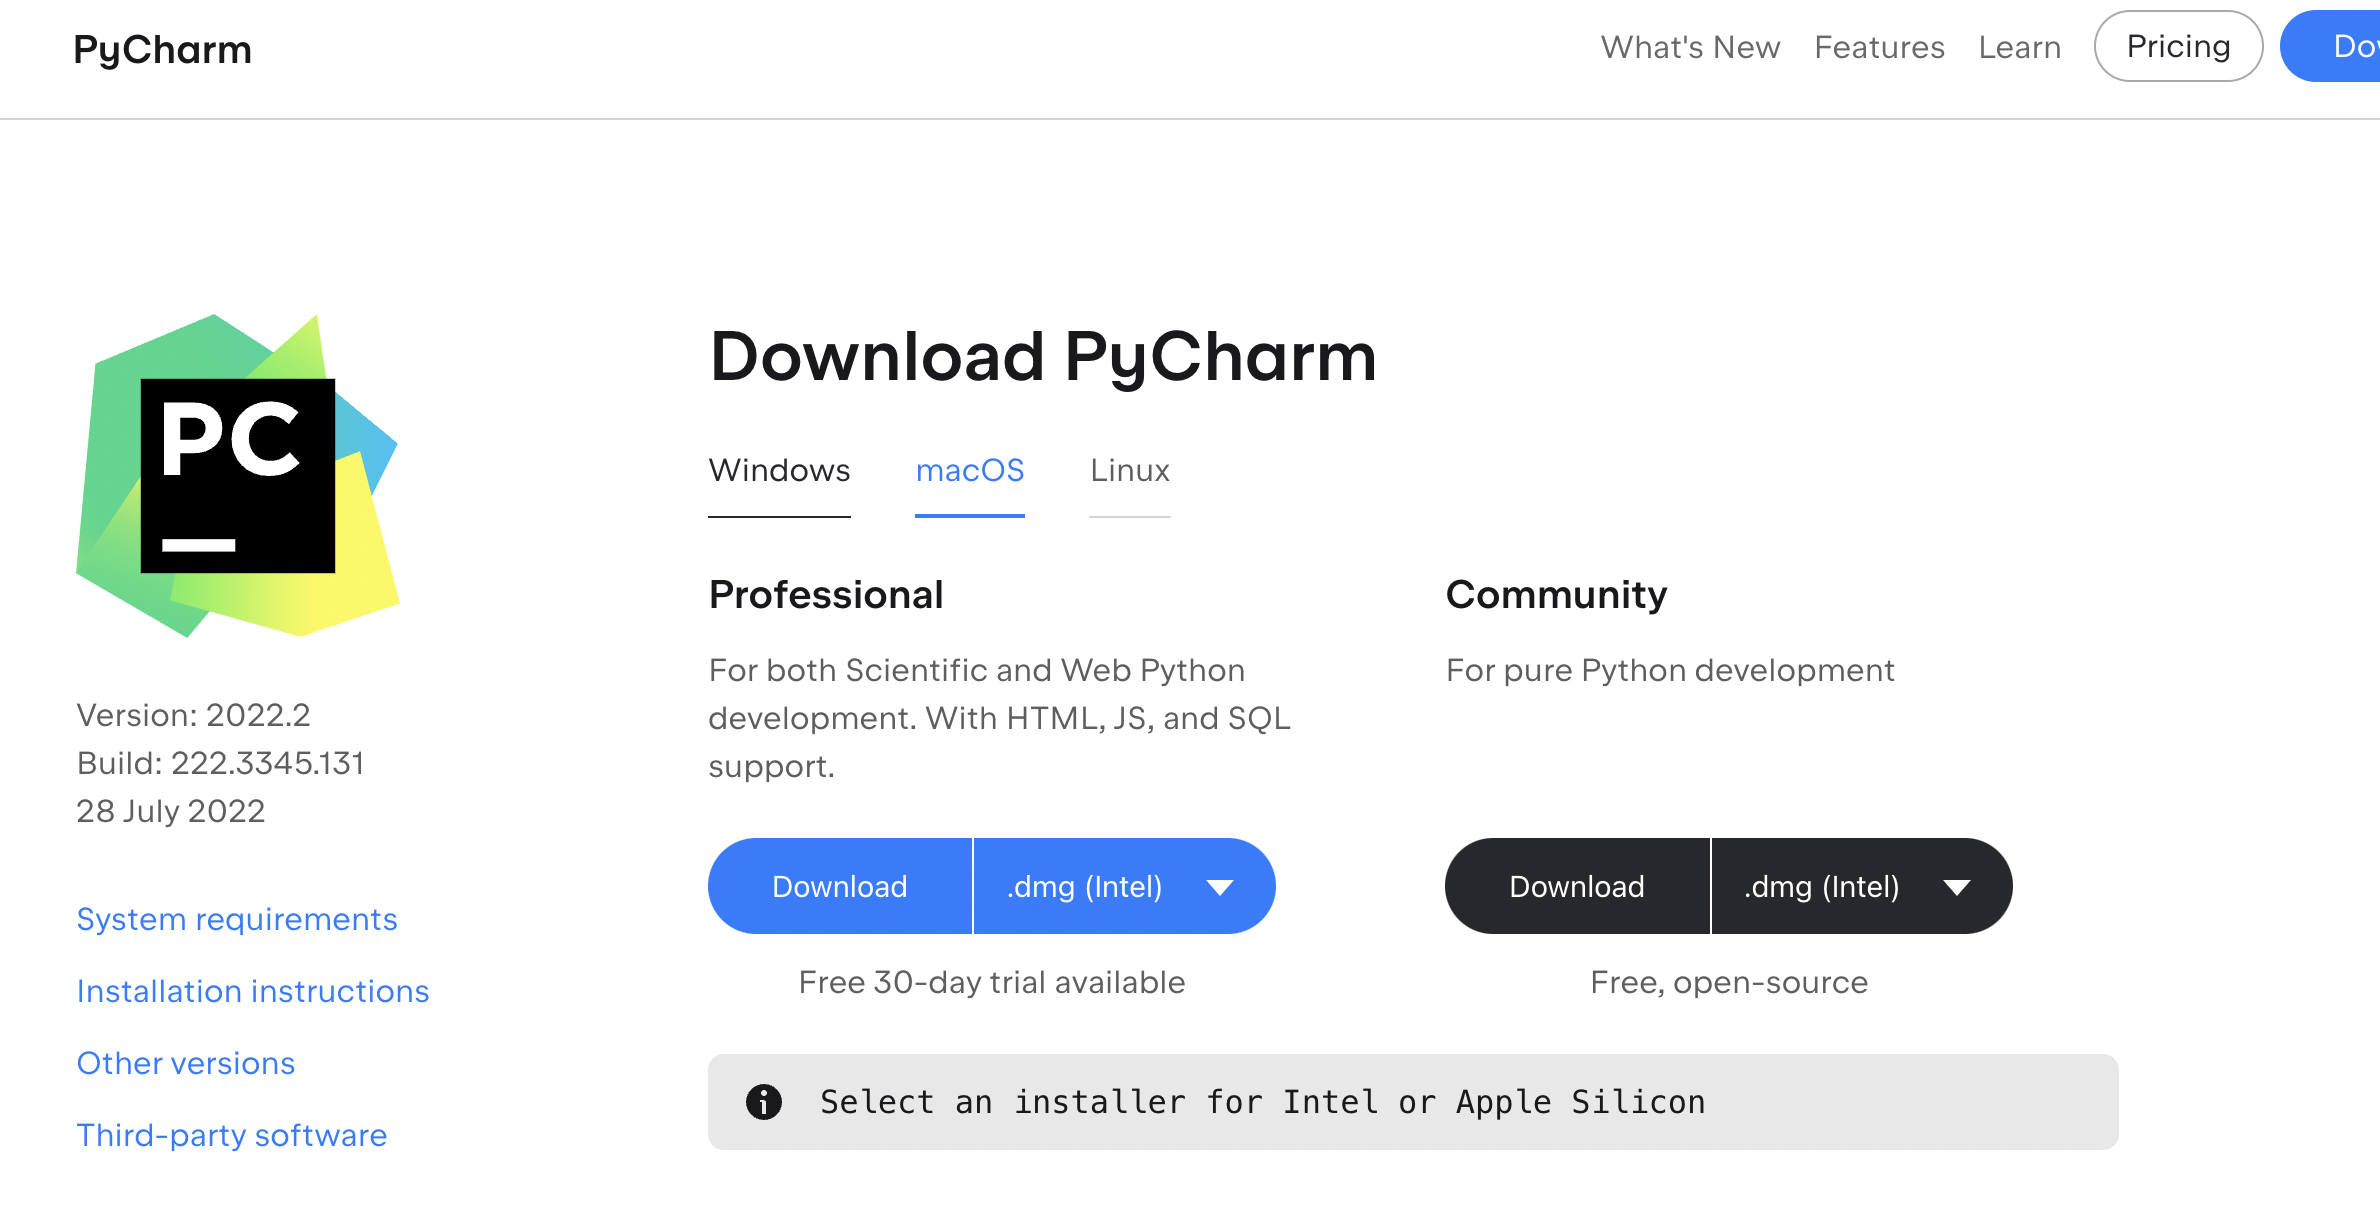 PyCharm
What's New Features Learn Pricing
Download PyCharm
Windows macOS Linux
PC
Professional
For both Scientific and Web Python
development. With HTML, JS, and SQL
support.
Download .dmg (Intel)
Free 30-day trial available
Community
For pure Python development
Download .dmg (Intel)
Free, open-source
Version: 2022.2
Build: 222.3345.131
28 July 2022
System requirements
Installation instructions
Other versions
Third-party software
Select an installer for Intel or Apple Silicon